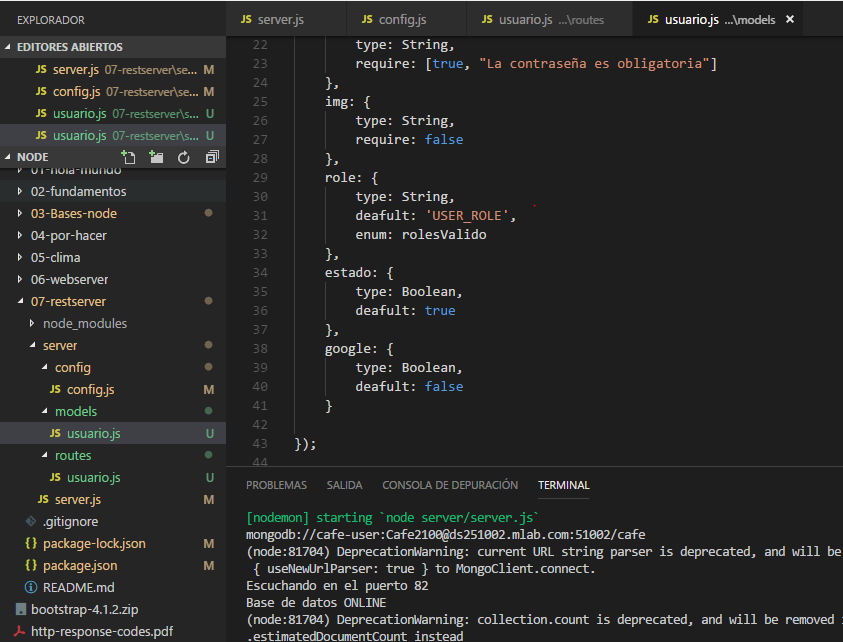 EXPLORADOR
EDITORES ABIERTOS
JS server.js 07-restserver\se... M
JS config.js 07-restserver\se... M
JS usuario.js 07-restserver\s... U
JS usuario.js 07-restserver\s... U
NODE
01-hola-mundo
02-fundamentos
03-Bases-node
04-por-hacer
05-clima
06-webserver
07-restserver
node_modules
server
config
JS config.js M
models
JS usuario.js U
routes
JS usuario.js U
JS server.js M
.gitignore
{} package-lock.json M
{} package.json M
README.md
bootstrap-4.1.2.zip
http-response-codes.pdf
JS server.js
JS config.js
JS usuario.js ...\routes
JS usuario.js ...\models ×
22 type: String,
23 require: [true, "La contraseña es obligatoria"]
24 },
25 img: {
26 type: String,
27 require: false
28 },
29 role: {
30 type: String,
31 deafult: 'USER_ROLE',
32 enum: rolesValido
33 },
34 estado: {
35 type: Boolean,
36 deafult: true
37 },
38 google: {
39 type: Boolean,
40 deafult: false
41 }
42
43 });
44
PROBLEMAS SALIDA CONSOLA DE DEPURACIÓN TERMINAL
[nodemon] starting `node server/server.js`
mongodb://cafe-user:Cafe2100@ds251002.mlab.com:51002/cafe
(node:81704) DeprecationWarning: current URL string parser is deprecated, and will be
{ useNewUrlParser: true } to MongoClient.connect.
Escuchando en el puerto 82
Base de datos ONLINE
(node:81704) DeprecationWarning: collection.count is deprecated, and will be removed
.estimatedDocumentCount instead